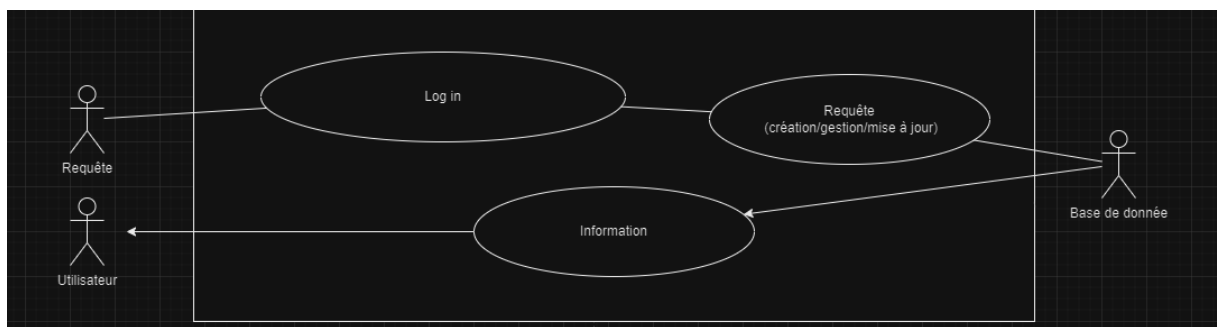 Log in
Requête
(création/gestion/mise à jour)
Requête
Base de donnée
Information
Utilisateur